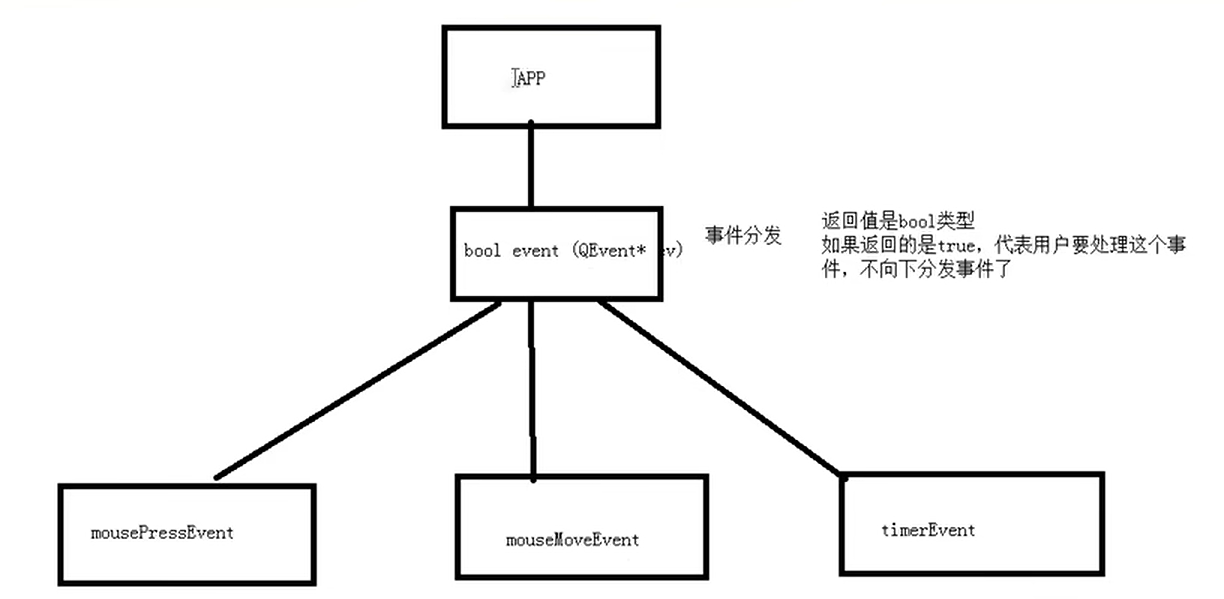 APP
bool event (QEvent* ev)
事件分发
返回值是bool类型
如果返回的是true，代表用户要处理这个事
件，不向下分发事件了
mousePressEvent
mouseMoveEvent
timerEvent